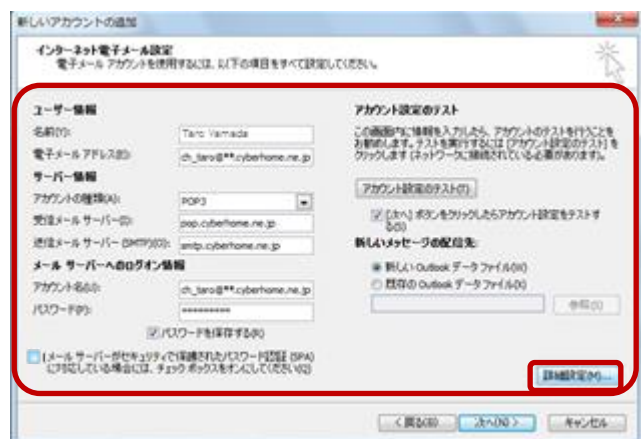 新しいアカウントの追加
インターネット電子メール設定
電子メール アカウントを使用するには、以下の項目をすべて設定してください。
ユーザー情報
名前(Y):
Taro Yamada
電子メール アドレス(E):
ch_taro@**.cyberhome.ne.jp
サーバー情報
アカウントの種類(A):
POP3
受信メール サーバー(I):
pop.cyberhome.ne.jp
送信メール サーバー (SMTP)(O):
smtp.cyberhome.ne.jp
メール サーバーへのログオン情報
アカウント名(U):
ch_taro@**.cyberhome.ne.jp
パスワード(P):
**********
パスワードを保存する(R)
メール サーバーがセキュリティで保護されたパスワード認証 (SPA)
に対応している場合には、チェック ボックスをオンにしてください(Q)
アカウント設定のテスト
この画面内に情報を入力したら、アカウントのテストを行うことを
お勧めします。テストを実行するには [アカウント設定のテスト] を
クリックします (ネットワークに接続されている必要があります)。
アカウント設定のテスト(T)
[次へ] ボタンをクリックしたらアカウント設定をテストす
る(S)
新しいメッセージの配信先:
新しい Outlook データ ファイル(W)
既存の Outlook データ ファイル(X)
参照(S)
詳細設定(M)...
< 戻る(B)
次へ(N) >
キャンセル